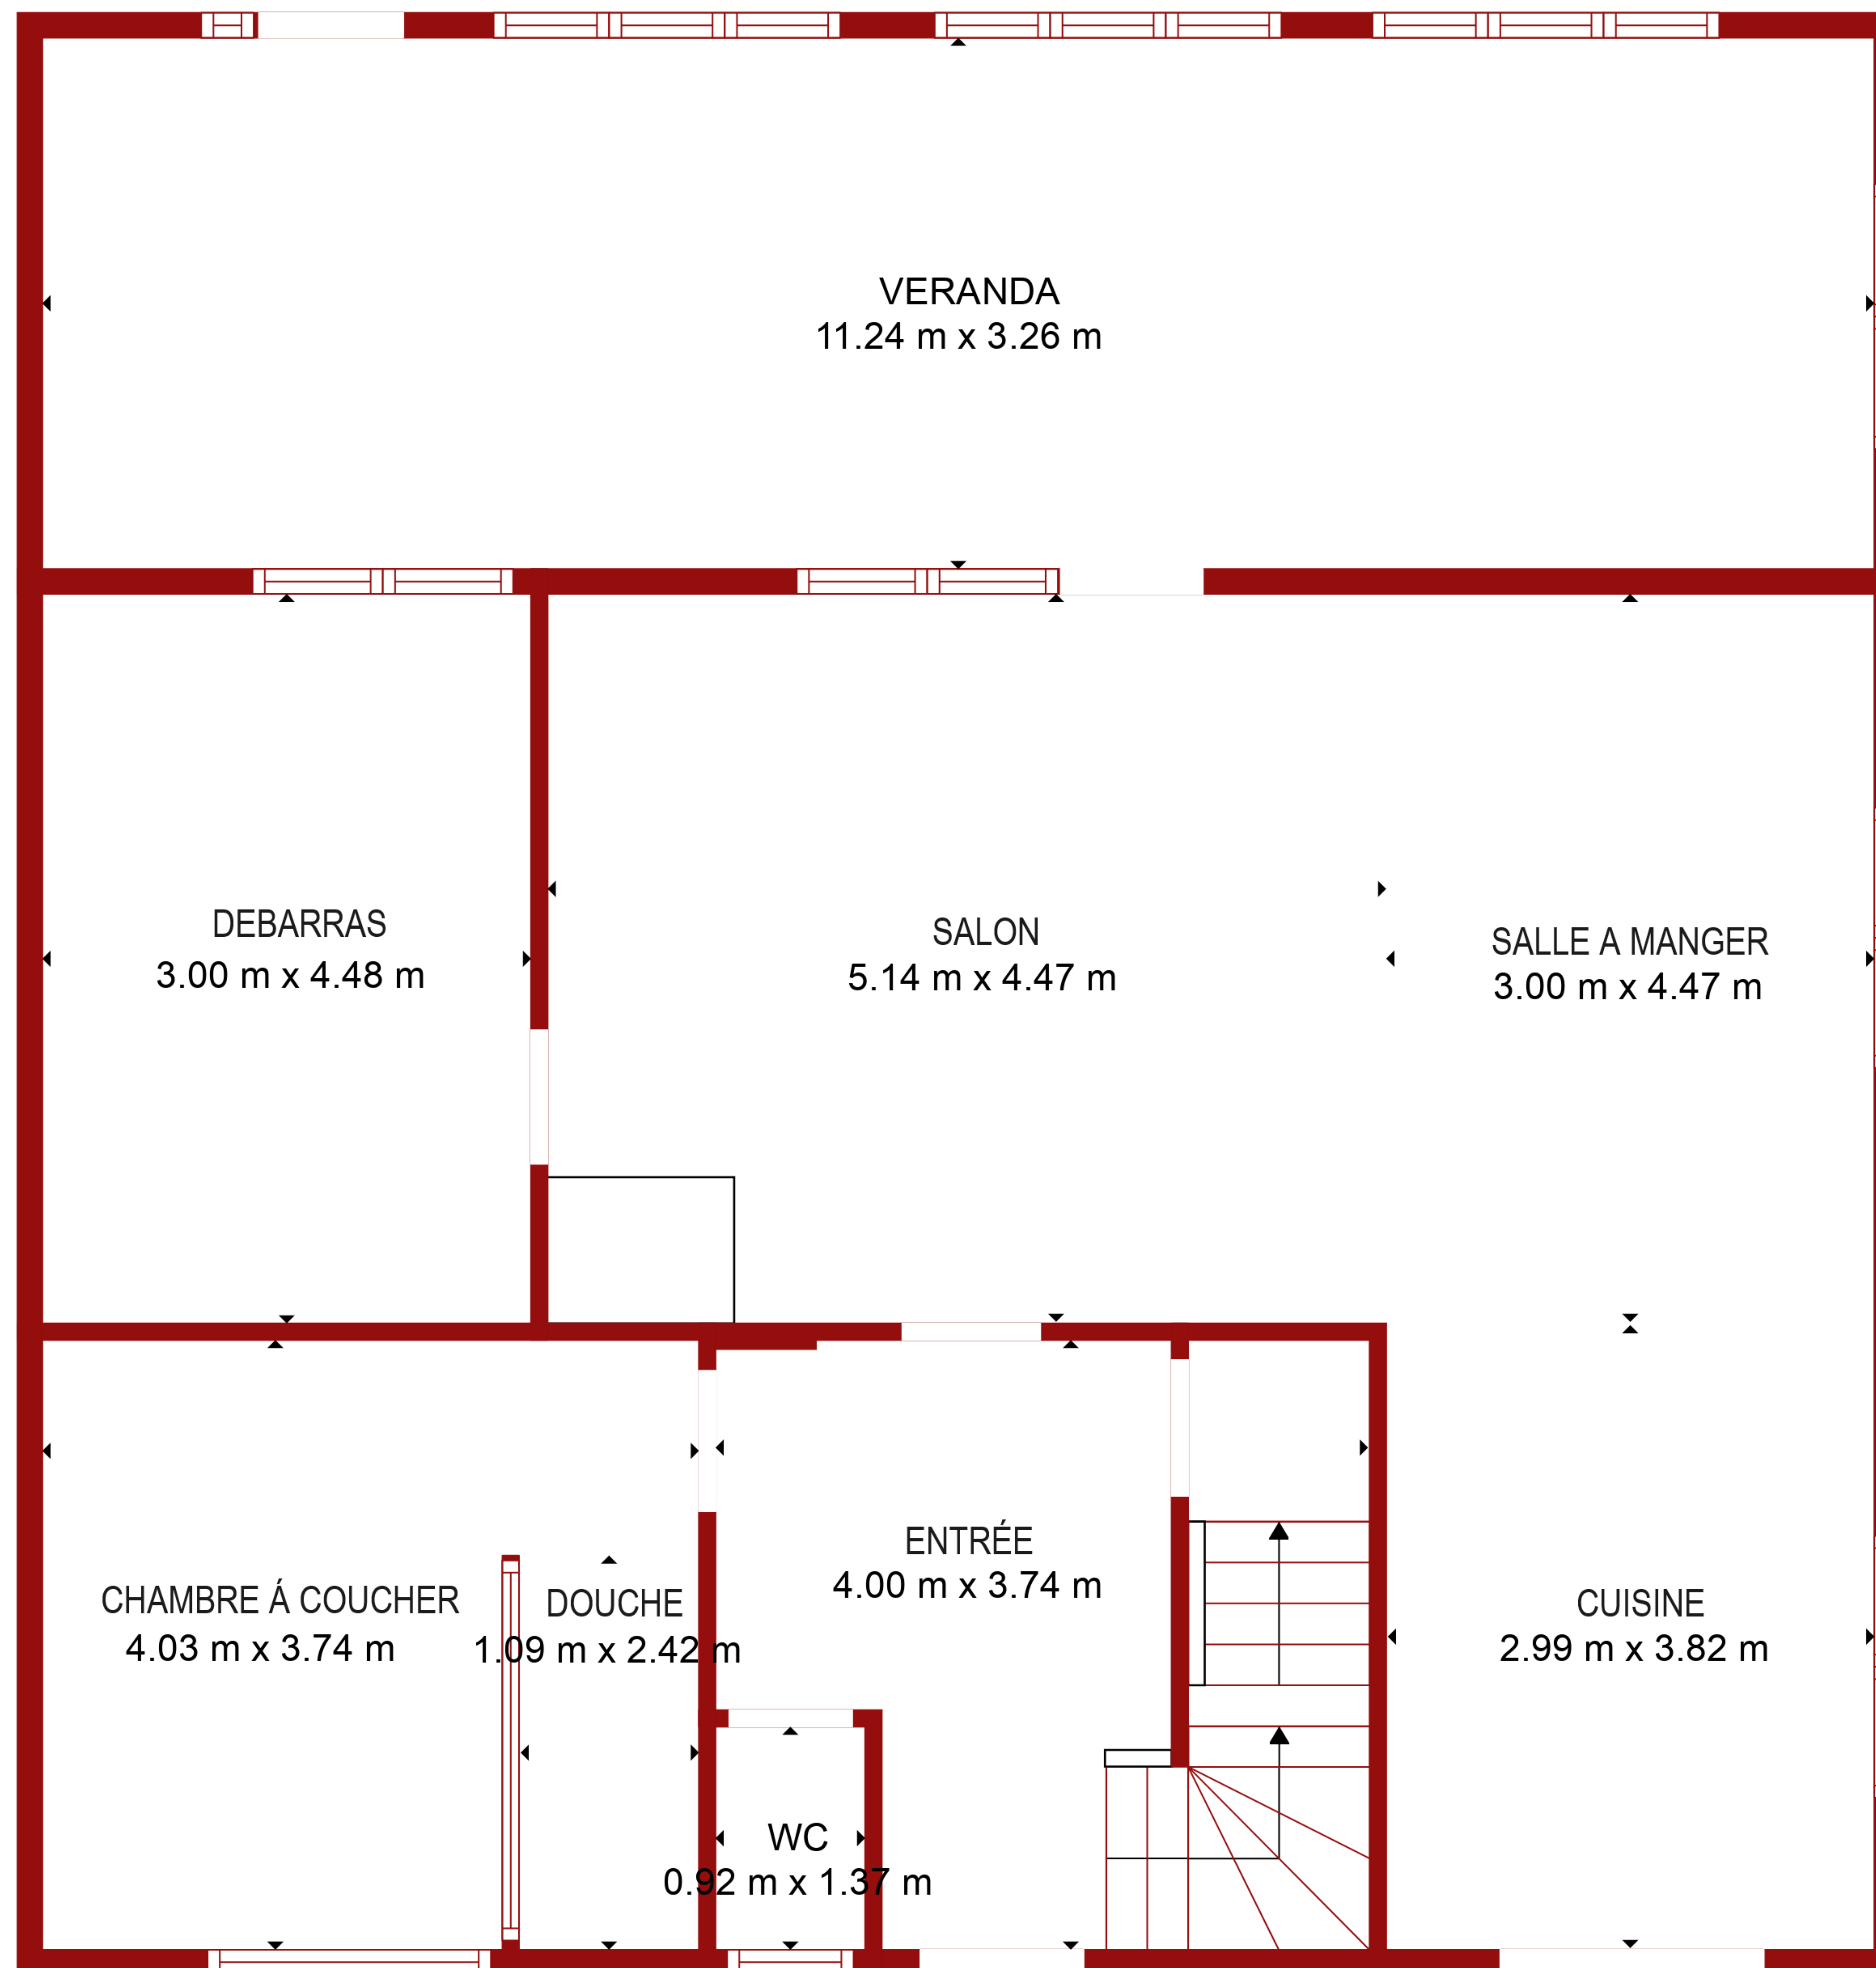 VERANDA
11.24 m x 3.26 m
DEBARRAS
3.00 m x 4.48 m
SALON
5.14 m x 4.47 m
SALLE A MANGER
3.00 m x 4.47 m
CHAMBRE Á COUCHER
4.03 m x 3.74 m
DOUCHE
1.09 m x 2.42 m
ENTRÉE
4.00 m x 3.74 m
CUISINE
2.99 m x 3.82 m
WC
0.92 m x 1.37 m